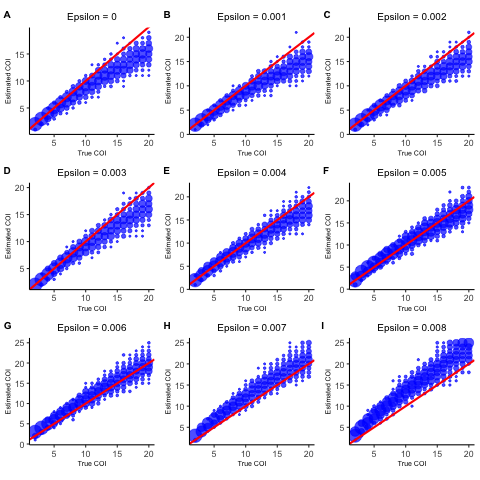 A Epsilon = 0
Estimated COI
15
10
5
5 10 15 20
True COI
B Epsilon = 0.001
Estimated COI
20
15
10
5
0
5 10 15 20
True COI
C Epsilon = 0.002
Estimated COI
20
15
10
5
0
5 10 15 20
True COI
D Epsilon = 0.003
Estimated COI
20
15
10
5
5 10 15 20
True COI
E Epsilon = 0.004
Estimated COI
20
15
10
5
0
5 10 15 20
True COI
F Epsilon = 0.005
Estimated COI
20
15
10
5
0
5 10 15 20
True COI
G Epsilon = 0.006
Estimated COI
25
20
15
10
5
0
5 10 15 20
True COI
H Epsilon = 0.007
Estimated COI
25
20
15
10
5
5 10 15 20
True COI
I Epsilon = 0.008
Estimated COI
25
20
15
10
5
5 10 15 20
True COI